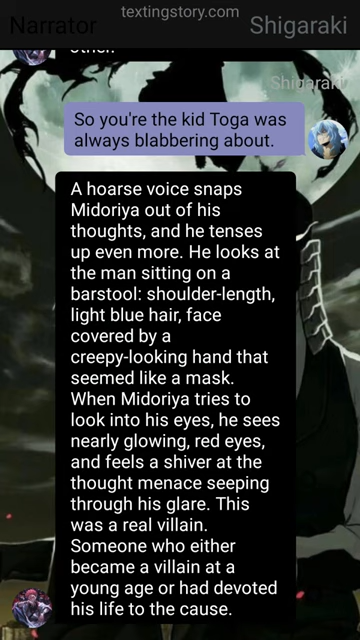 textingstory.com
Narrator
Shigaraki
other.
Shigaraki
So you're the kid Toga was
always blabbering about.
A hoarse voice snaps
Midoriya out of his
thoughts, and he tenses
up even more. He looks at
the man sitting on a
barstool: shoulder-length,
light blue hair, face
covered by a
creepy-looking hand that
seemed like a mask.
When Midoriya tries to
look into his eyes, he sees
nearly glowing, red eyes,
and feels a shiver at the
thought menace seeping
through his glare. This
was a real villain.
Someone who either
became a villain at a
young age or had devoted
his life to the cause.